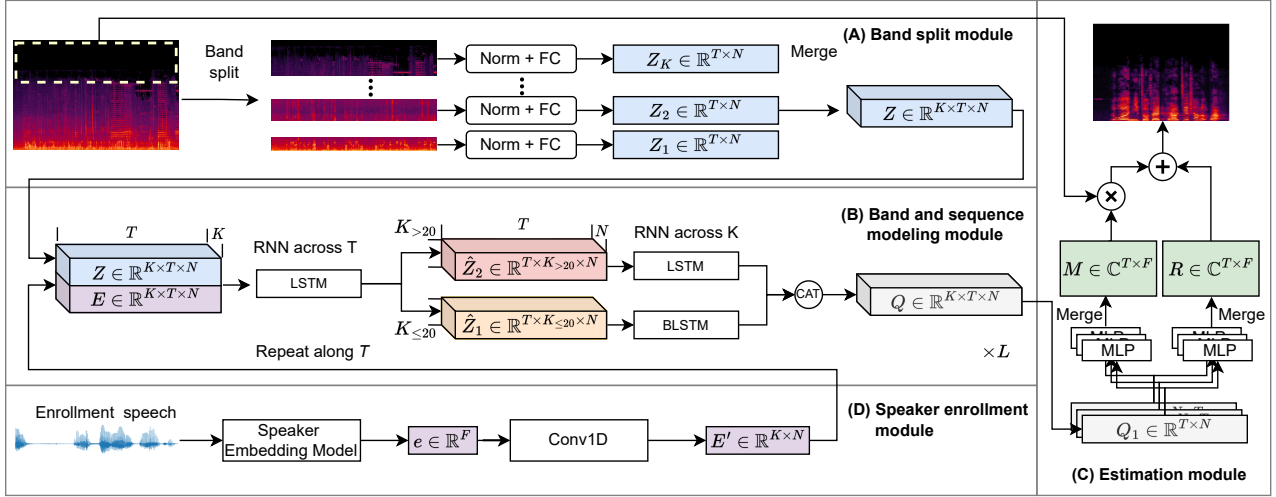 (A) Band split module
Band
split
Norm + FC
Z_K ∈ ℝ^{T×N}
Merge
Norm + FC
Z_2 ∈ ℝ^{T×N}
Z ∈ ℝ^{K×T×N}
Norm + FC
Z_1 ∈ ℝ^{T×N}
(B) Band and sequence
modeling module
T
K
Z ∈ ℝ^{K×T×N}
E ∈ ℝ^{K×T×N}
RNN across T
LSTM
Repeat along T
K_{>20}
T
N
Ẑ_2 ∈ ℝ^{T×K_{>20}×N}
K_{≤20}
Ẑ_1 ∈ ℝ^{T×K_{≤20}×N}
RNN across K
LSTM
BLSTM
CAT
Q ∈ ℝ^{K×T×N}
×L
(D) Speaker enrollment
module
Enrollment speech
Speaker
Embedding Model
e ∈ ℝ^F
Conv1D
E′ ∈ ℝ^{K×N}
+
×
M ∈ ℂ^{T×F}
R ∈ ℂ^{T×F}
Merge
Merge
MLP
MLP
Q_1 ∈ ℝ^{T×N}
(C) Estimation module